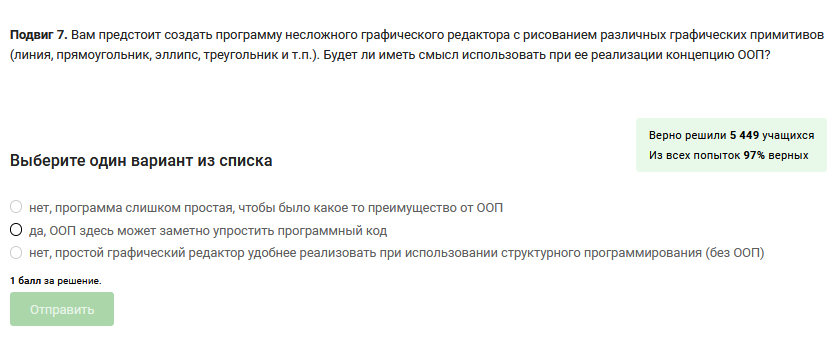 Подвиг 7. Вам предстоит создать программу несложного графического редактора с рисованием различных графических примитивов
(линия, прямоугольник, эллипс, треугольник и т.п.). Будет ли иметь смысл использовать при ее реализации концепцию ООП?
Верно решили 5 449 учащихся
Из всех попыток 97% верных
Выберите один вариант из списка
нет, программа слишком простая, чтобы было какое то преимущество от ООП
да, ООП здесь может заметно упростить программный код
нет, простой графический редактор удобнее реализовать при использовании структурного программирования (без ООП)
1 балл за решение.
Отправить